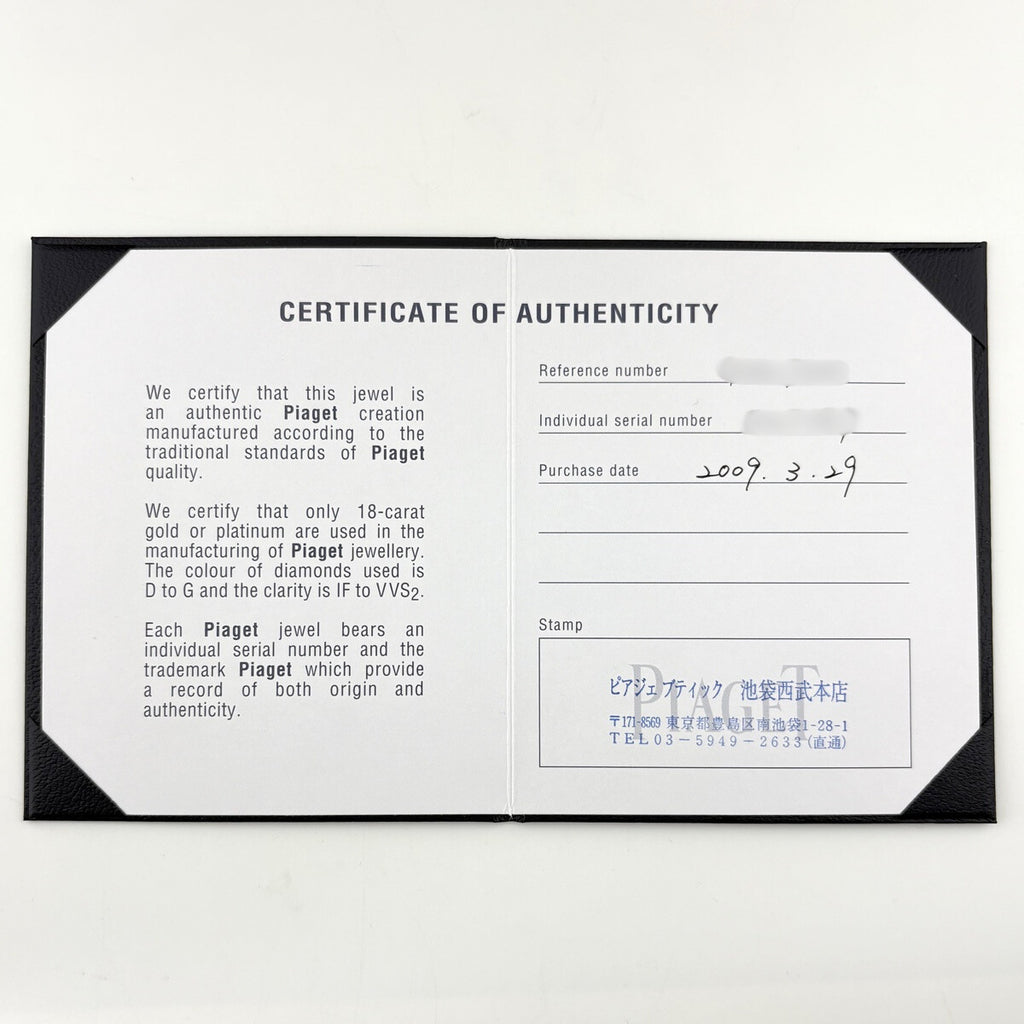 CERTIFICATE OF AUTHENTICITY
We certify that this jewel is
an authentic Piaget creation
manufactured according to the
traditional standards of Piaget
quality.
We certify that only 18-carat
gold or platinum are used in the
manufacturing of Piaget jewellery.
The colour of diamonds used is
D to G and the clarity is IF to VVS2.
Each Piaget jewel bears an
individual serial number and the
trademark Piaget which provide
a record of both origin and
authenticity.
Reference number
Individual serial number
Purchase date 2009. 3. 29
Stamp
PIAGET
ピアジェ ブティック 池袋西武本店
〒171-8569 東京都豊島区南池袋1-28-1
TEL 03-5949-2633 (直通)